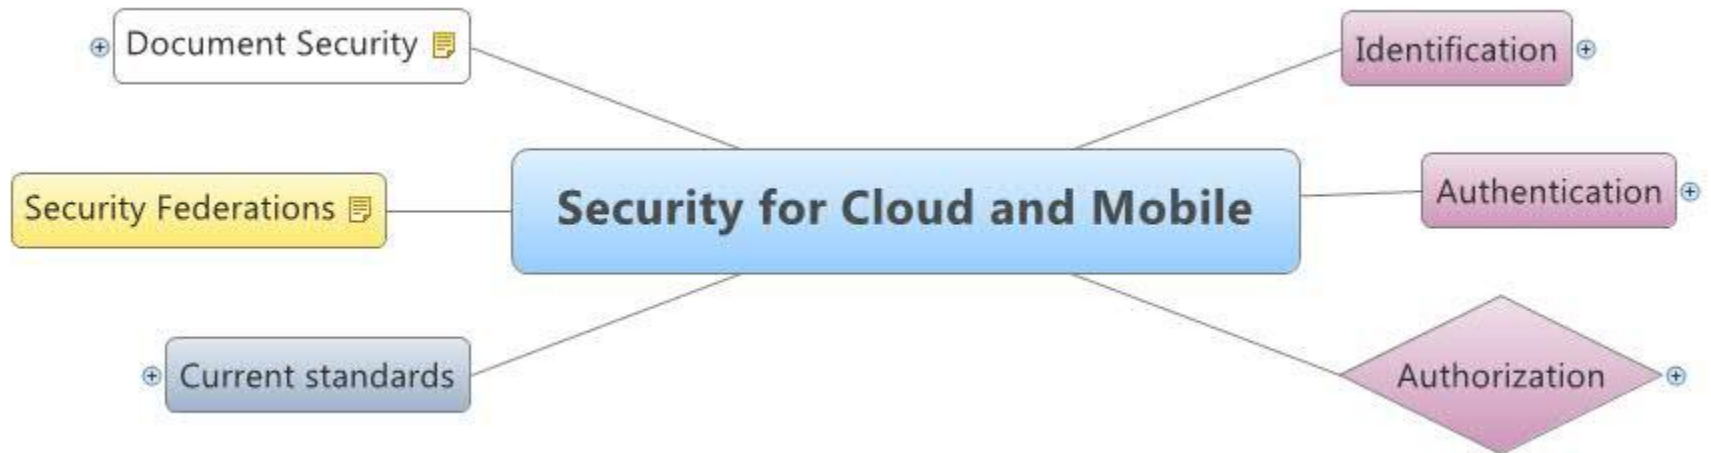 Document Security
Identification
Security Federations
Security for Cloud and Mobile
Authentication
Current standards
Authorization